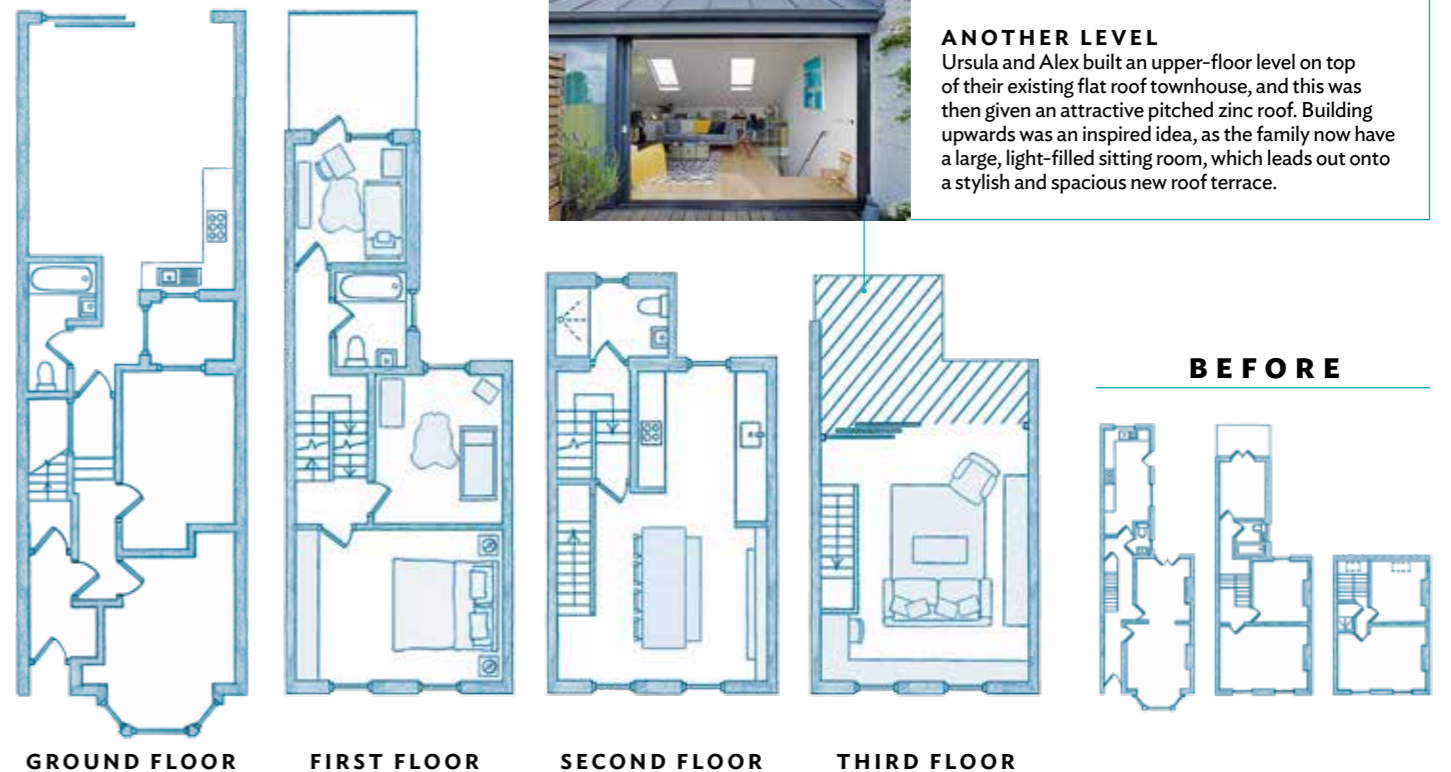 ANOTHER LEVEL
Ursula and Alex built an upper-floor level on top
of their existing flat roof townhouse, and this was
then given an attractive pitched zinc roof. Building
upwards was an inspired idea, as the family now have
a large, light-filled sitting room, which leads out onto
a stylish and spacious new roof terrace.
BEFORE
GROUND FLOOR
FIRST FLOOR
SECOND FLOOR
THIRD FLOOR